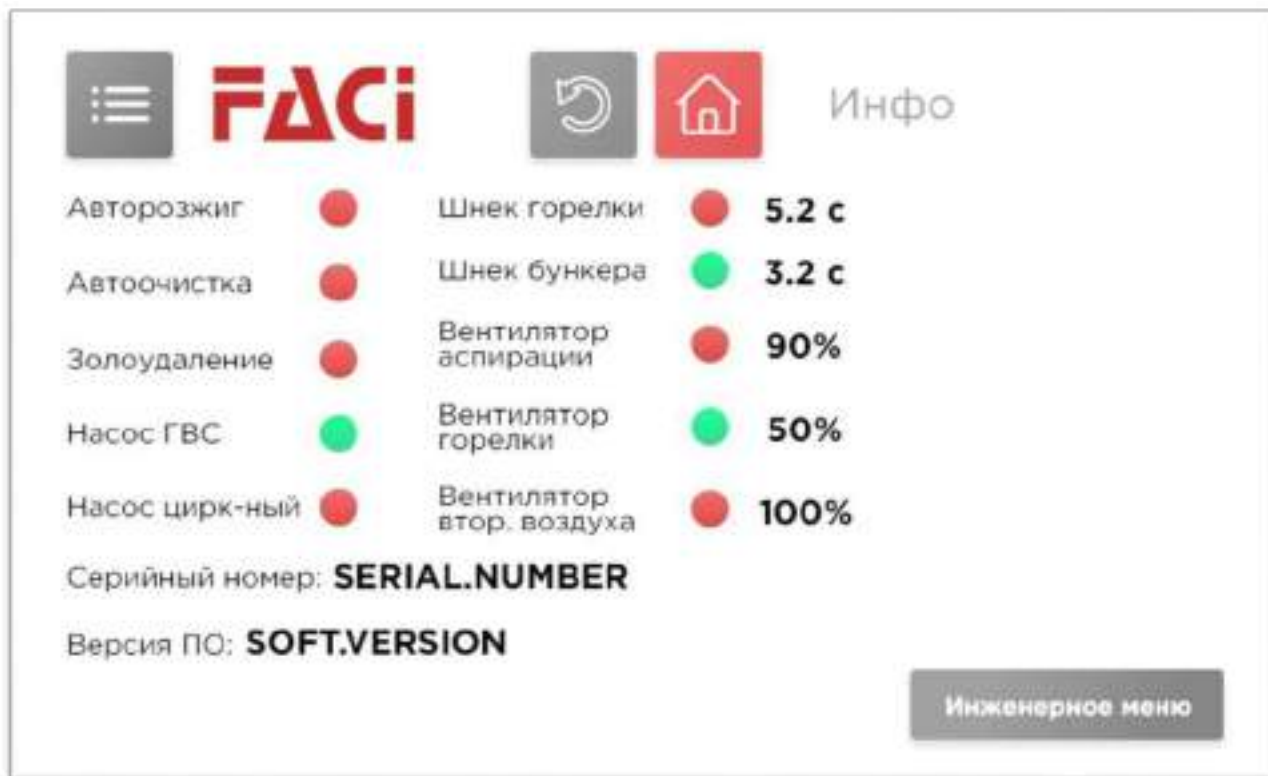 FACi
Инфо
Авторозжиг
Шнек горелки
5.2 с
Автоочистка
Шнек бункера
3.2 с
Золоудаление
Вентилятор
аспирации
90%
Насос ГВС
Вентилятор
горелки
50%
Насос цирк-ный
Вентилятор
втор. воздуха
100%
Серийный номер: SERIAL.NUMBER
Версия ПО: SOFT.VERSION
Инженерное меню